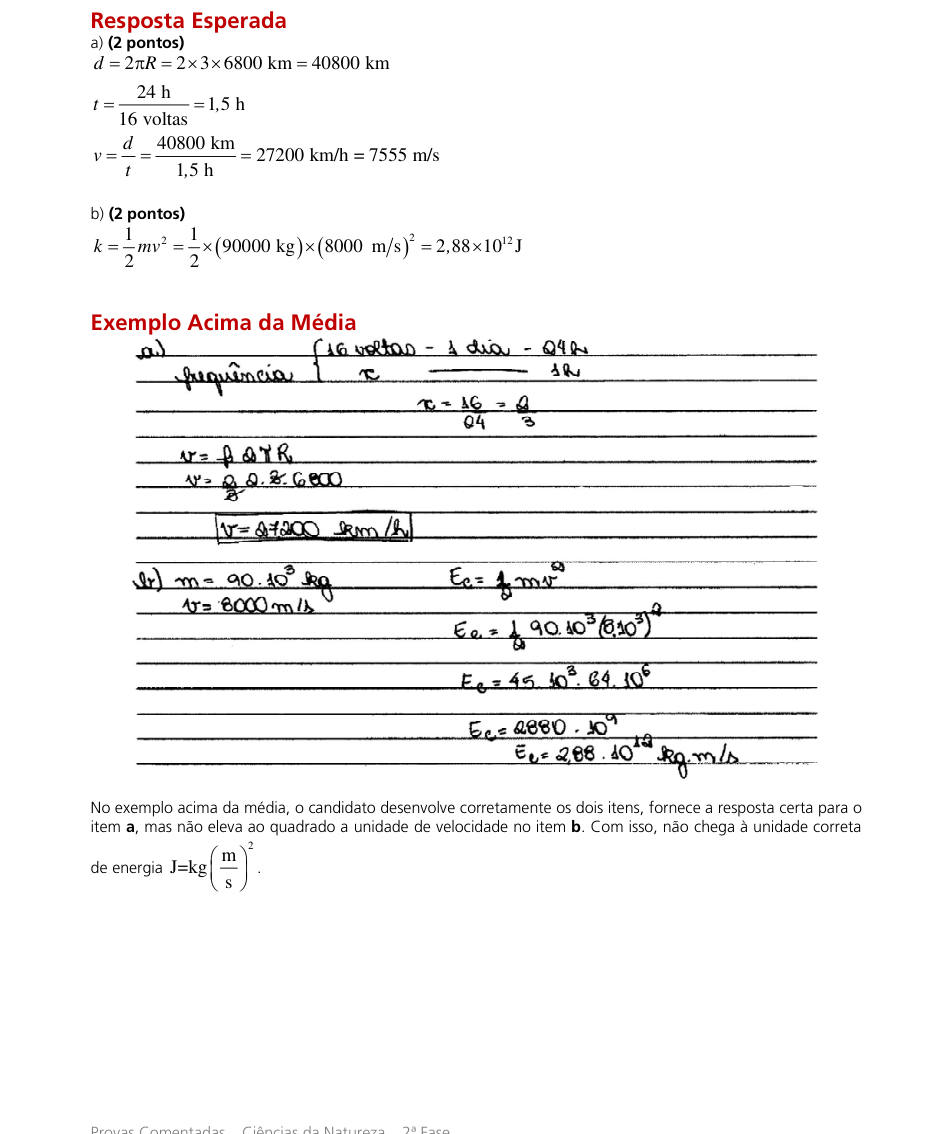 Resposta Esperada
a) (2 pontos)
d = 2πR = 2×3×6800 km = 40800 km
t = 24 h / 16 voltas = 1,5 h
v = d / t = 40800 km / 1,5 h = 27200 km/h = 7555 m/s
b) (2 pontos)
k = 1/2 mv² = 1/2 ×(90000 kg)×(8000 m/s)² = 2,88×10¹² J
Exemplo Acima da Média
a) { 16 voltas - 1 dia - 24h
frequência x ——— 1h
x = 16/24 = 2/3
v = f 2πR
v = 2/3 2.3.6800
v = 27200 km/h
b) m = 90.10³ kg Ec = 1/2 mv²
v = 8000 m/s
Ec = 1/2 90.10³ (8.10³)²
Ec = 45.10³.64.10⁶
Ec = 2880.10⁹
Ec = 2,88.10¹² kg.m/s
No exemplo acima da média, o candidato desenvolve corretamente os dois itens, fornece a resposta certa para o
item a, mas não eleva ao quadrado a unidade de velocidade no item b. Com isso, não chega à unidade correta
de energia J=kg(m/s)².
Provas Comentadas Ciências da Natureza 2ª Fase